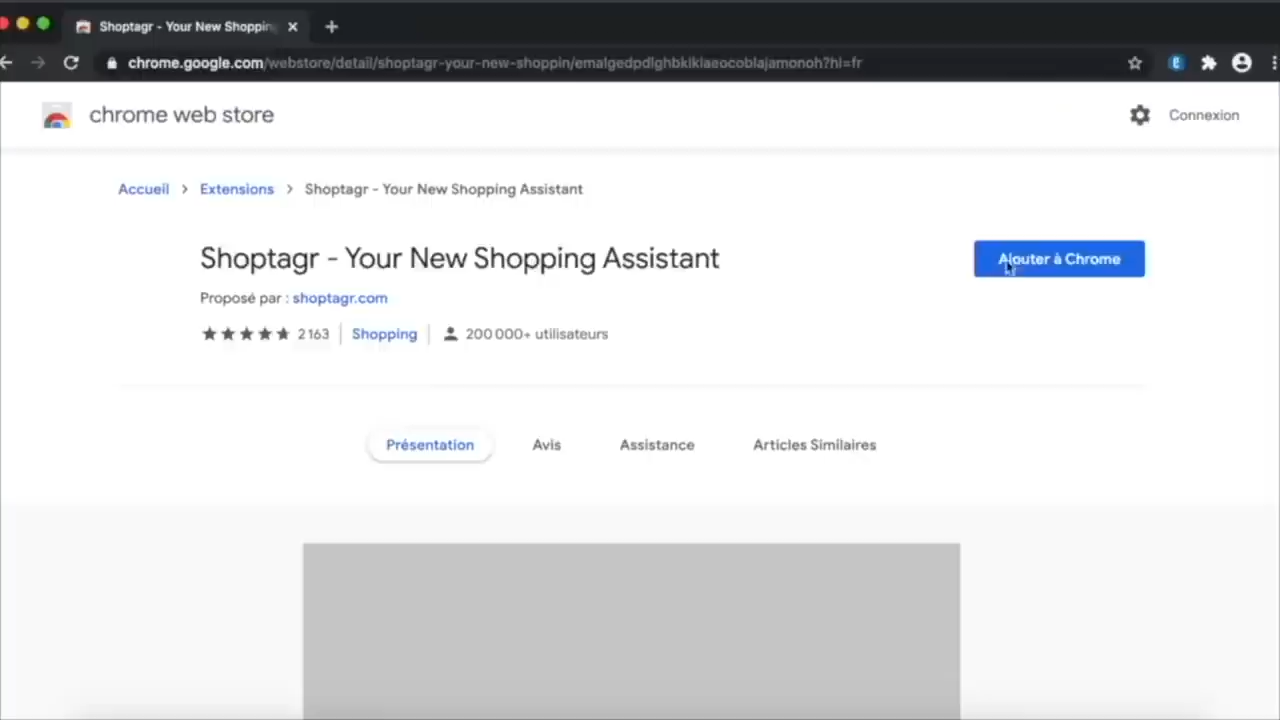 Shoptagr - Your New Shoppin
chrome.google.com/webstore/detail/shoptagr-your-new-shoppin/emalgedpdlghbkikiaeocoblajamonoh?hl=fr
chrome web store
Connexion
Accueil > Extensions > Shoptagr - Your New Shopping Assistant
Shoptagr - Your New Shopping Assistant
Ajouter à Chrome
Proposé par : shoptagr.com
2 163 | Shopping | 200 000+ utilisateurs
Présentation Avis Assistance Articles Similaires